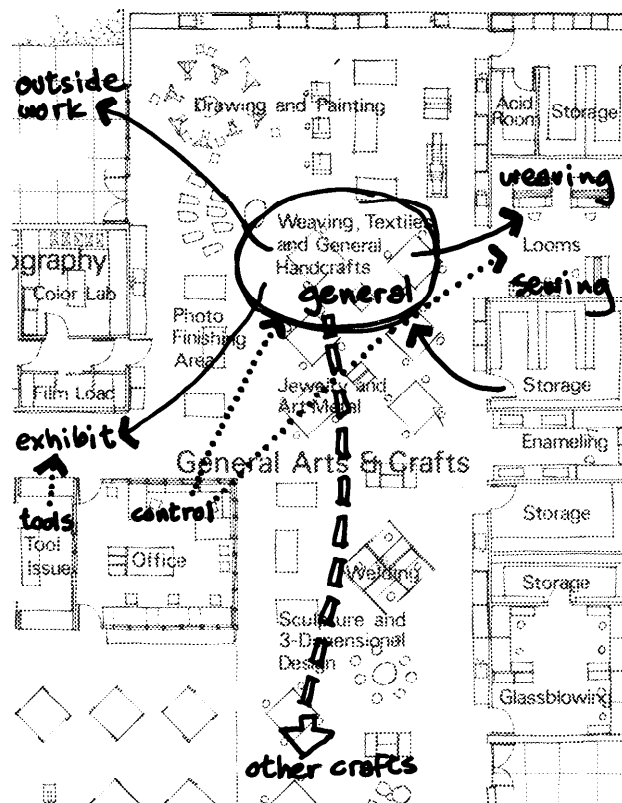 outside
work
Drawing and Painting
Acid
Room
Storage
weaving
Weaving, Textiles
and General
Handcrafts
Looms
ography
Color Lab
general
sewing
Photo
Finishing
Area
Jewelry and
Art Metal
Film Load
Storage
exhibit
Enameling
General Arts & Crafts
tools
control
Storage
Tool
Issue
Office
Welding
Storage
Sculpture and
3-Dimensional
Design
Glassblowing
other crafts